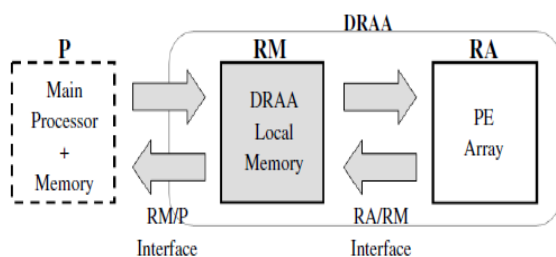 DRAA
P
RM
RA
Main
Processor
+
Memory
DRAA
Local
Memory
PE
Array
RM/P
Interface
RA/RM
Interface